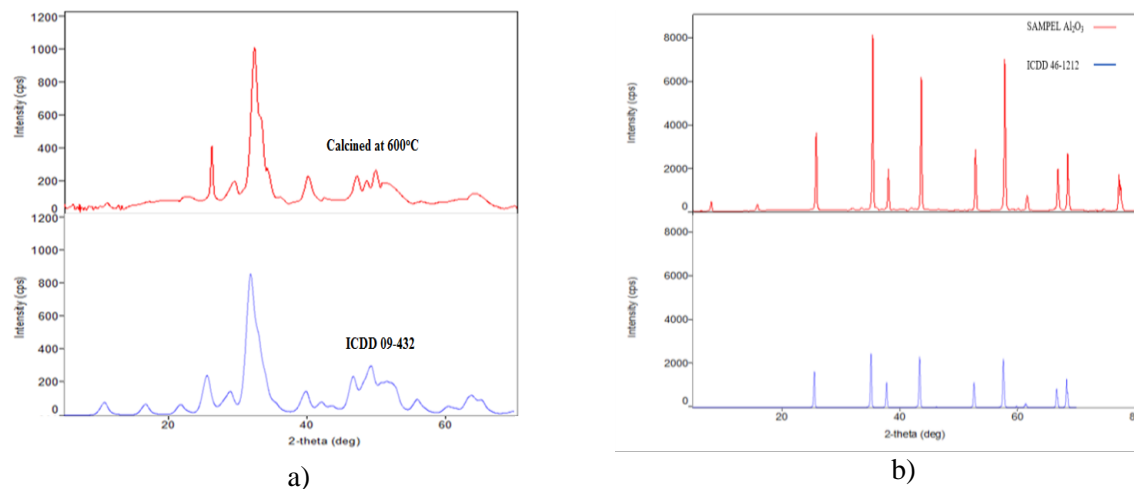 1200
1000
800
600
400
200
0
Intensity (cps)
Calcined at 600°C
1200
1000
800
600
400
200
0
Intensity (cps)
ICDD 09-432
20 40 60
2-theta (deg)
a)
8000
6000
4000
2000
0
Intensity (cps)
SAMPEL Al₂O₃
ICDD 46-1212
8000
6000
4000
2000
0
Intensity (cps)
20 40 60 80
2-theta (deg)
b)